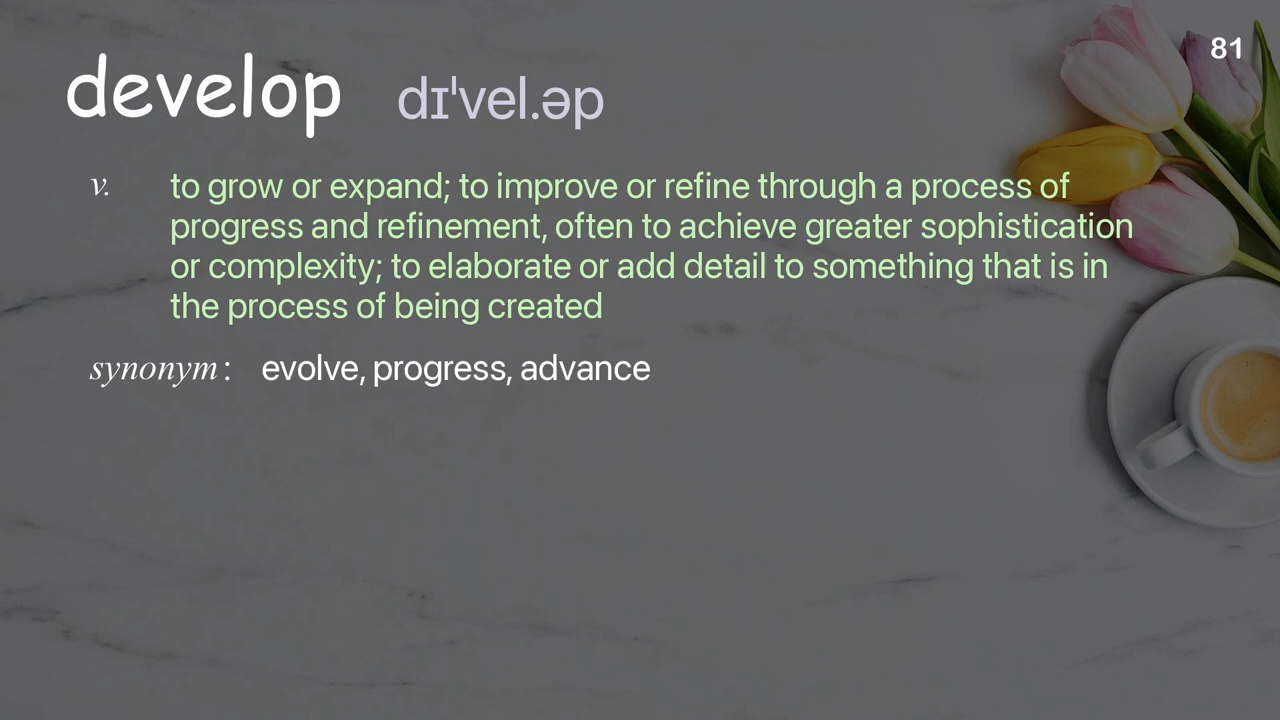 81
develop dɪˈvel.əp
v. to grow or expand; to improve or refine through a process of
progress and refinement, often to achieve greater sophistication
or complexity; to elaborate or add detail to something that is in
the process of being created
synonym: evolve, progress, advance